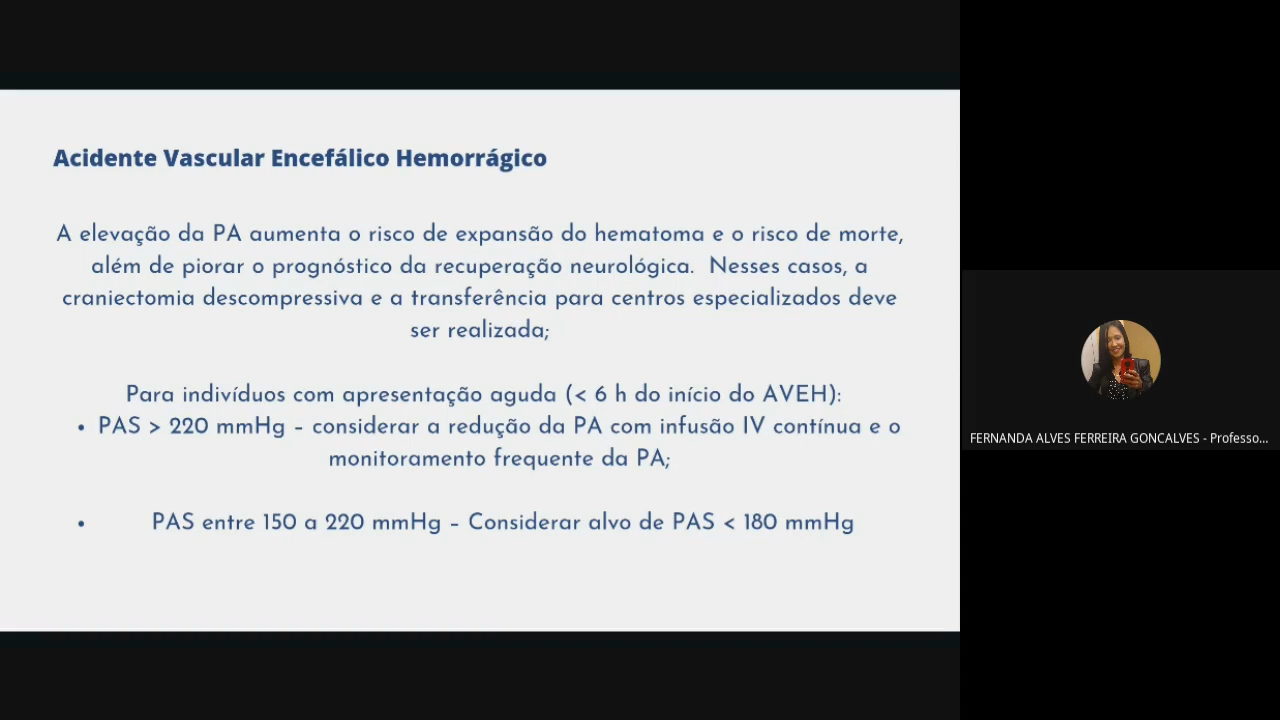 Acidente Vascular Encefálico Hemorrágico
A elevação da PA aumenta o risco de expansão do hematoma e o risco de morte,
além de piorar o prognóstico da recuperação neurológica. Nesses casos, a
craniectomia descompressiva e a transferência para centros especializados deve
ser realizada;
Para indivíduos com apresentação aguda (< 6 h do início do AVEH):
• PAS > 220 mmHg – considerar a redução da PA com infusão IV contínua e o
monitoramento frequente da PA;
• PAS entre 150 a 220 mmHg – Considerar alvo de PAS < 180 mmHg
FERNANDA ALVES FERREIRA GONCALVES - Professo...